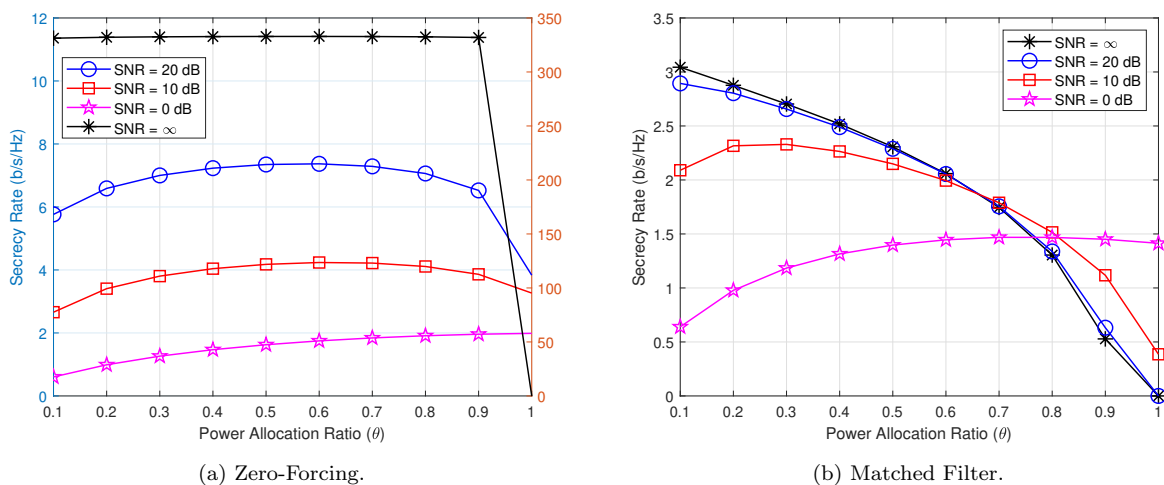 12
10
8
6
4
2
0
350
300
250
200
150
100
50
0
Secrecy Rate (b/s/Hz)
SNR = 20 dB
SNR = 10 dB
SNR = 0 dB
SNR = ∞
0.1 0.2 0.3 0.4 0.5 0.6 0.7 0.8 0.9 1
Power Allocation Ratio (θ)
(a) Zero-Forcing.
3.5
3
2.5
2
1.5
1
0.5
0
Secrecy Rate (b/s/Hz)
SNR = ∞
SNR = 20 dB
SNR = 10 dB
SNR = 0 dB
0.1 0.2 0.3 0.4 0.5 0.6 0.7 0.8 0.9 1
Power Allocation Ratio (θ)
(b) Matched Filter.